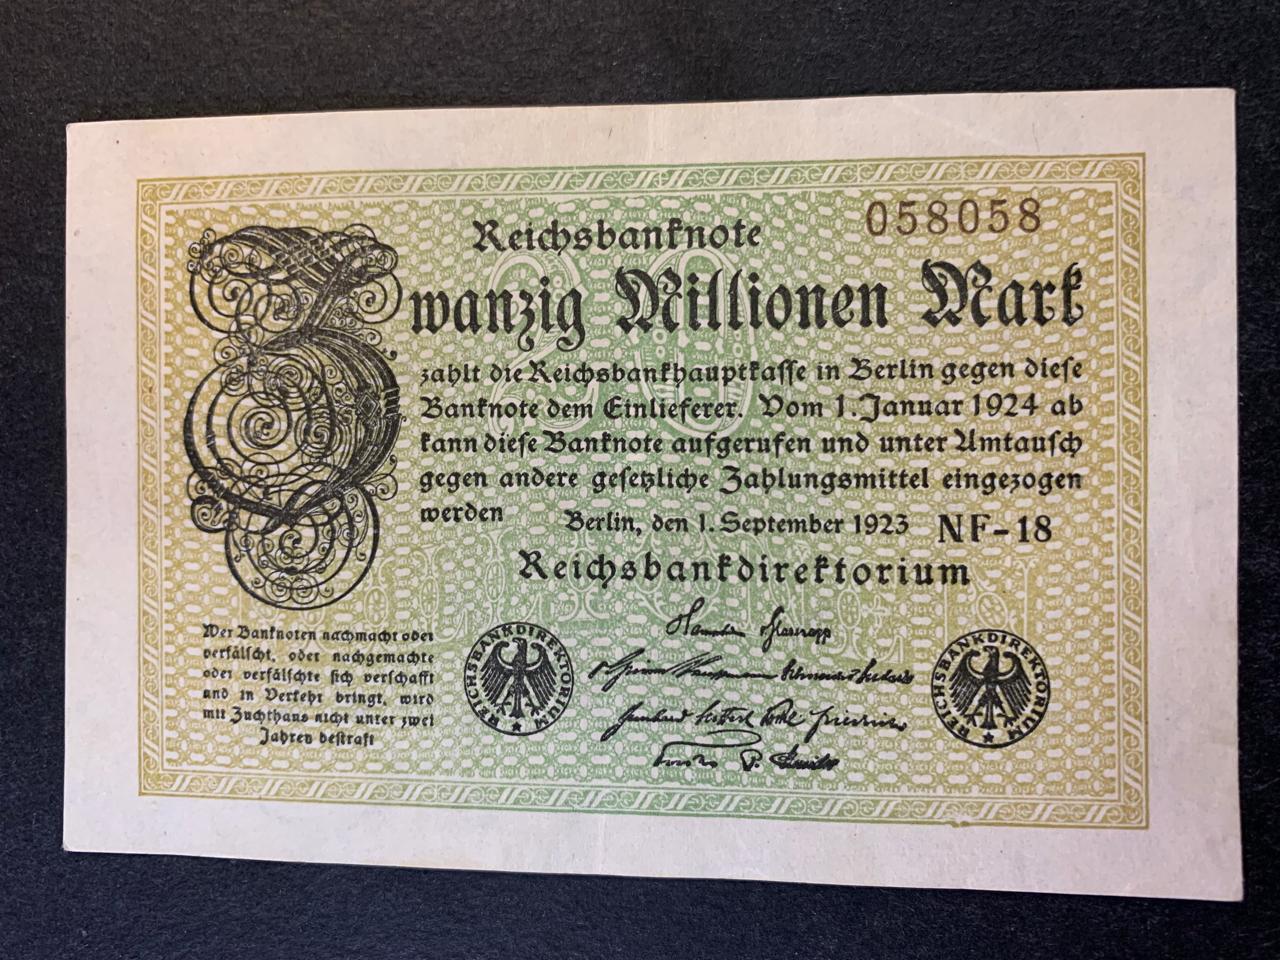 058058
Reichsbanknote
Zwanzig Millionen Mark
zahlt die Reichsbankhauptkasse in Berlin gegen diese
Banknote dem Einlieferer. Vom 1. Januar 1924 ab
kann diese Banknote aufgerufen und unter Umtausch
gegen andere gesetzliche Zahlungsmittel eingezogen
werden
Berlin, den 1. September 1923 NF-18
Reichsbankdirektorium
Wer Banknoten nachmacht oder
verfälscht, oder nachgemachte
oder verfälschte sich verschafft
und in Verkehr bringt, wird
mit Zuchthaus nicht unter zwei
Jahren bestraft
REICHSBANKDIREKTORIUM
REICHSBANKDIREKTORIUM
20